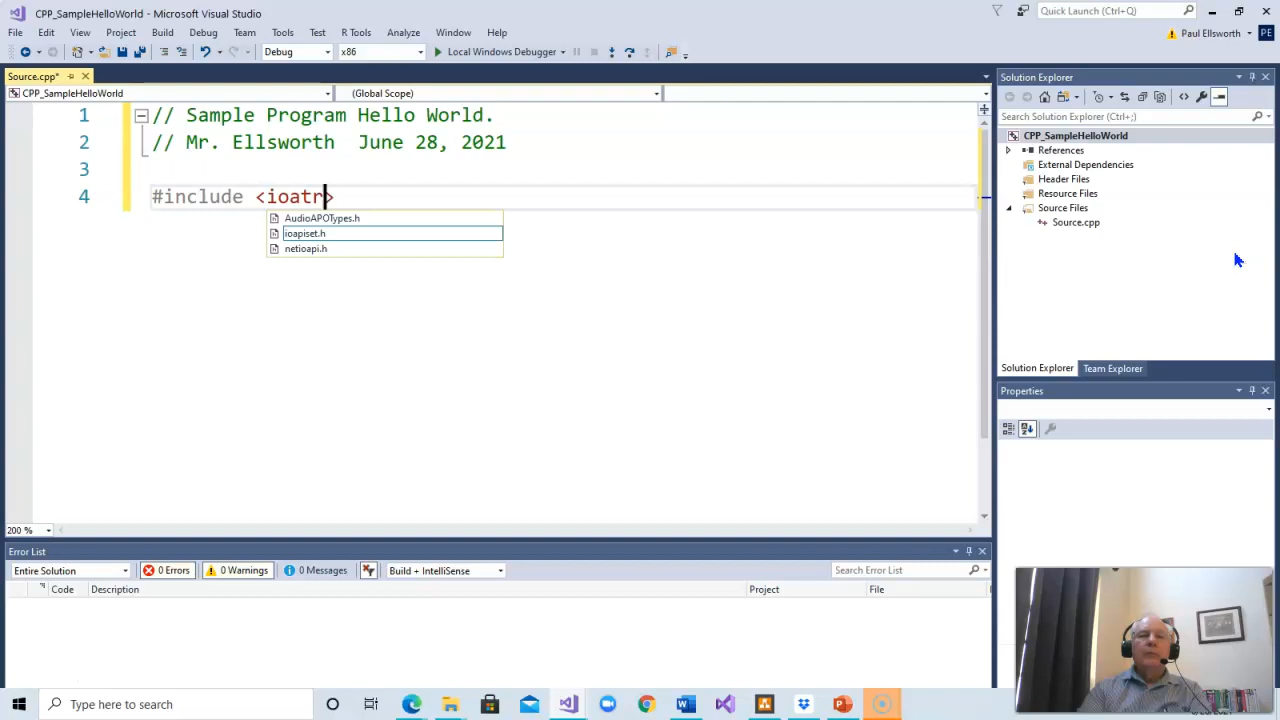 CPP_SampleHelloWorld - Microsoft Visual Studio
Quick Launch (Ctrl+Q)
File Edit View Project Build Debug Team Tools Test R Tools Analyze Window Help
Paul Ellsworth PE
Debug x86 Local Windows Debugger
Source.cpp*
CPP_SampleHelloWorld (Global Scope)
1 // Sample Program Hello World.
2 // Mr. Ellsworth June 28, 2021
3
4 #include <ioatr>
AudioAPOTypes.h
ioapiset.h
netioapi.h
200 %
Solution Explorer
Search Solution Explorer (Ctrl+;)
CPP_SampleHelloWorld
References
External Dependencies
Header Files
Resource Files
Source Files
Source.cpp
Solution Explorer Team Explorer
Properties
Error List
Entire Solution 0 Errors 0 Warnings 0 Messages Build + IntelliSense Search Error List
Code Description Project File
Type here to search